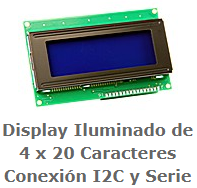 Display Iluminado de
4 x 20 Caracteres
Conexión I2C y Serie